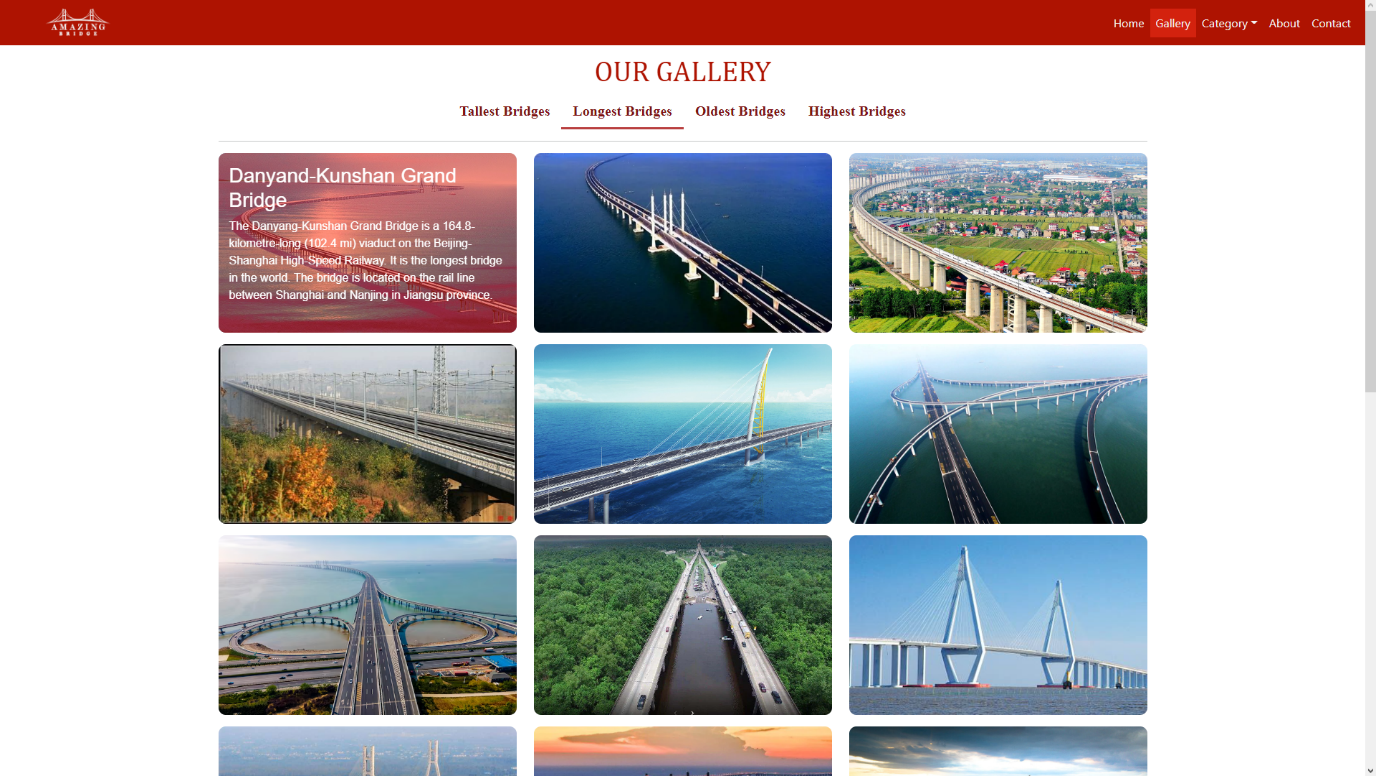 AMAZING
BRIDGE
Home Gallery Category About Contact
OUR GALLERY
Tallest Bridges Longest Bridges Oldest Bridges Highest Bridges
Danyand-Kunshan Grand
Bridge
The Danyang-Kunshan Grand Bridge is a 164.8-
kilometre-long (102.4 mi) viaduct on the Beijing-
Shanghai High-Speed Railway. It is the longest bridge
in the world. The bridge is located on the rail line
between Shanghai and Nanjing in Jiangsu province.